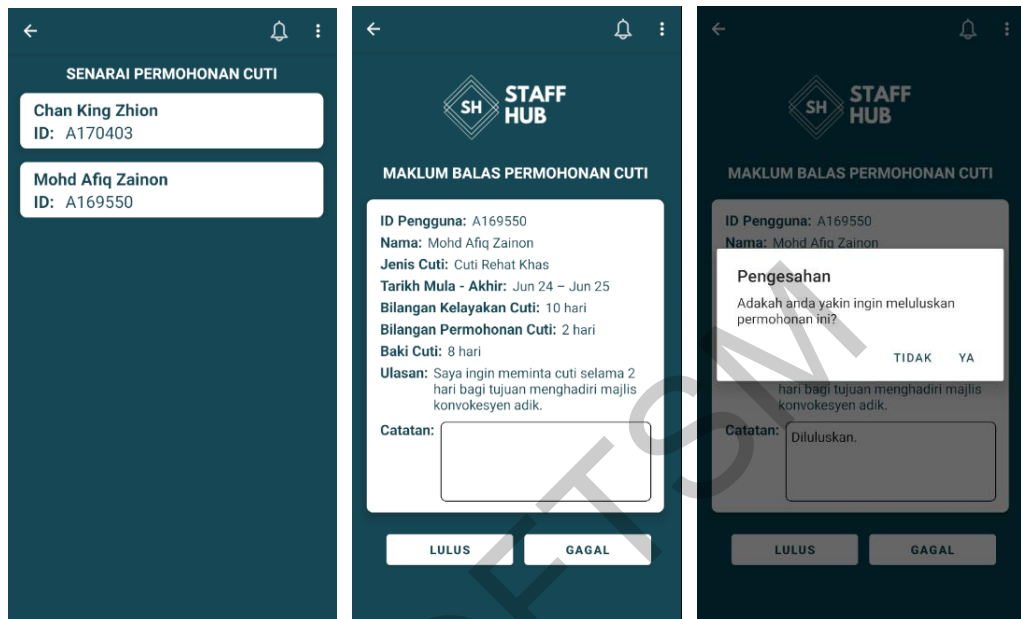 SENARAI PERMOHONAN CUTI
Chan King Zhion
ID: A170403
Mohd Afiq Zainon
ID: A169550
SH STAFF
HUB
MAKLUM BALAS PERMOHONAN CUTI
ID Pengguna: A169550
Nama: Mohd Afiq Zainon
Jenis Cuti: Cuti Rehat Khas
Tarikh Mula - Akhir: Jun 24 – Jun 25
Bilangan Kelayakan Cuti: 10 hari
Bilangan Permohonan Cuti: 2 hari
Baki Cuti: 8 hari
Ulasan: Saya ingin meminta cuti selama 2
hari bagi tujuan menghadiri majlis
konvokesyen adik.
Catatan:
LULUS GAGAL
SH STAFF
HUB
MAKLUM BALAS PERMOHONAN CUTI
ID Pengguna: A169550
Nama: Mohd Afiq Zainon
Pengesahan
Adakah anda yakin ingin meluluskan
permohonan ini?
TIDAK YA
hari bagi tujuan menghadiri majlis
konvokesyen adik.
Catatan: Diluluskan.
LULUS GAGAL
FTSM